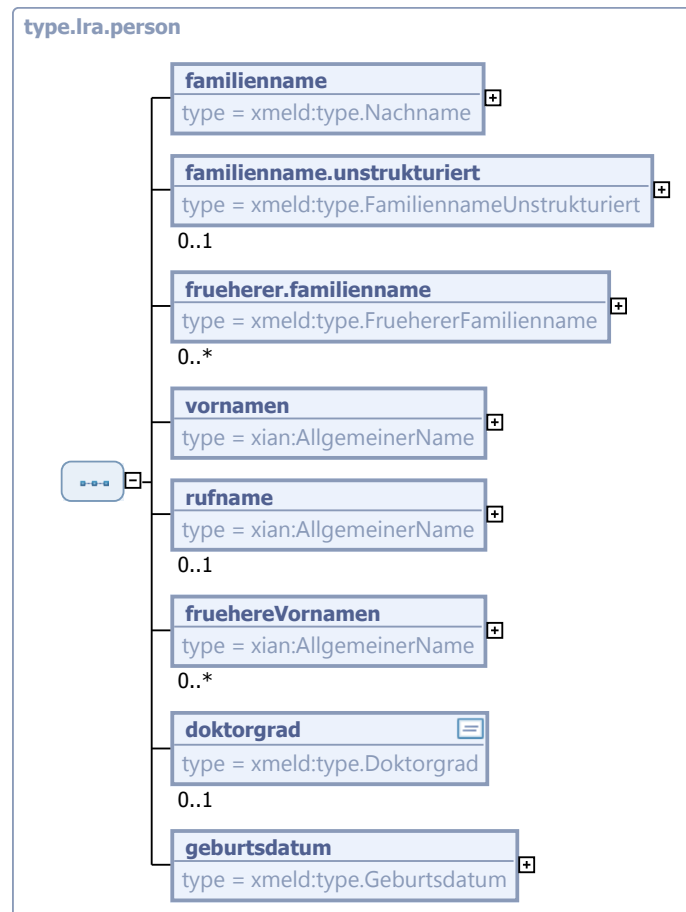 type.lra.person
familienname
type = xmeld:type.Nachname
familienname.unstrukturiert
type = xmeld:type.FamiliennameUnstrukturiert
0..1
frueherer.familienname
type = xmeld:type.FruehererFamilienname
0..*
vornamen
type = xian:AllgemeinerName
rufname
type = xian:AllgemeinerName
0..1
fruehereVornamen
type = xian:AllgemeinerName
0..*
doktorgrad
type = xmeld:type.Doktorgrad
0..1
geburtsdatum
type = xmeld:type.Geburtsdatum